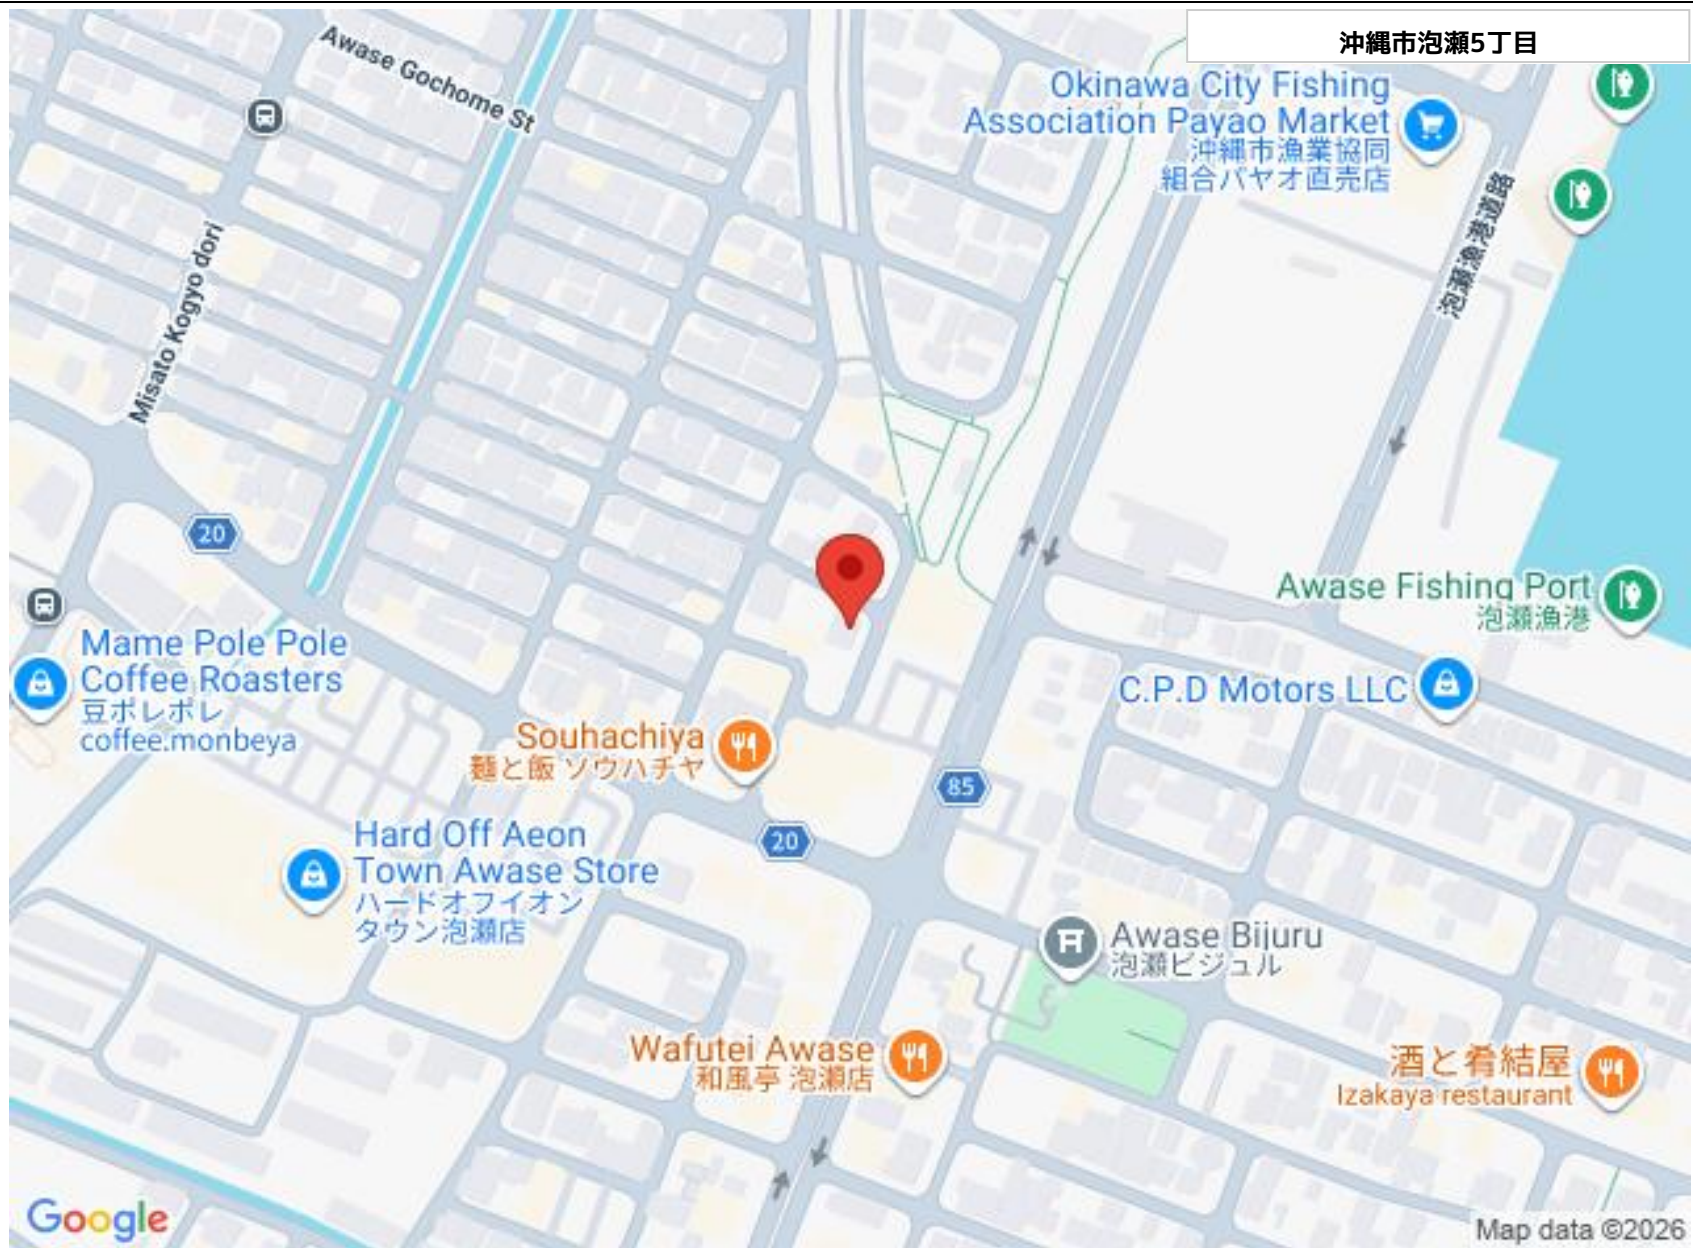 沖縄市泡瀬5丁目
Awase Gochome St
Okinawa City Fishing
Association Payao Market
沖縄市漁業協同
組合パヤオ直売店
泡瀬漁港道路
Misato Kogyo dori
20
Awase Fishing Port
泡瀬漁港
Mame Pole Pole
Coffee Roasters
豆ポレポレ
coffee.monbeya
C.P.D Motors LLC
Souhachiya
麺と飯 ソウハチヤ
85
20
Hard Off Aeon
Town Awase Store
ハードオフイオン
タウン泡瀬店
Awase Bijuru
泡瀬ビジュル
Wafutei Awase
和風亭 泡瀬店
酒と肴結屋
Izakaya restaurant
Google
Map data ©2026